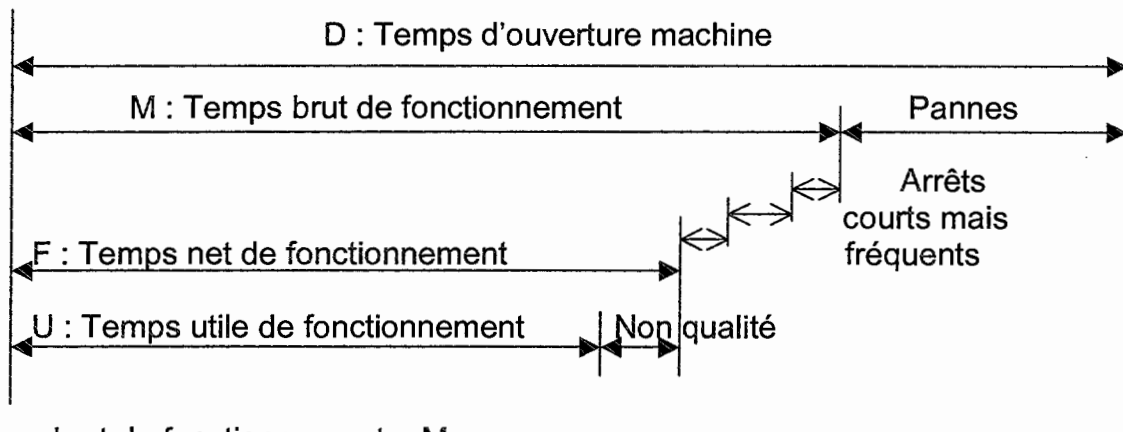 D : Temps d'ouverture machine
M : Temps brut de fonctionnement
Pannes
Arrêts
courts mais
fréquents
F : Temps net de fonctionnement
U : Temps utile de fonctionnement
Non qualité